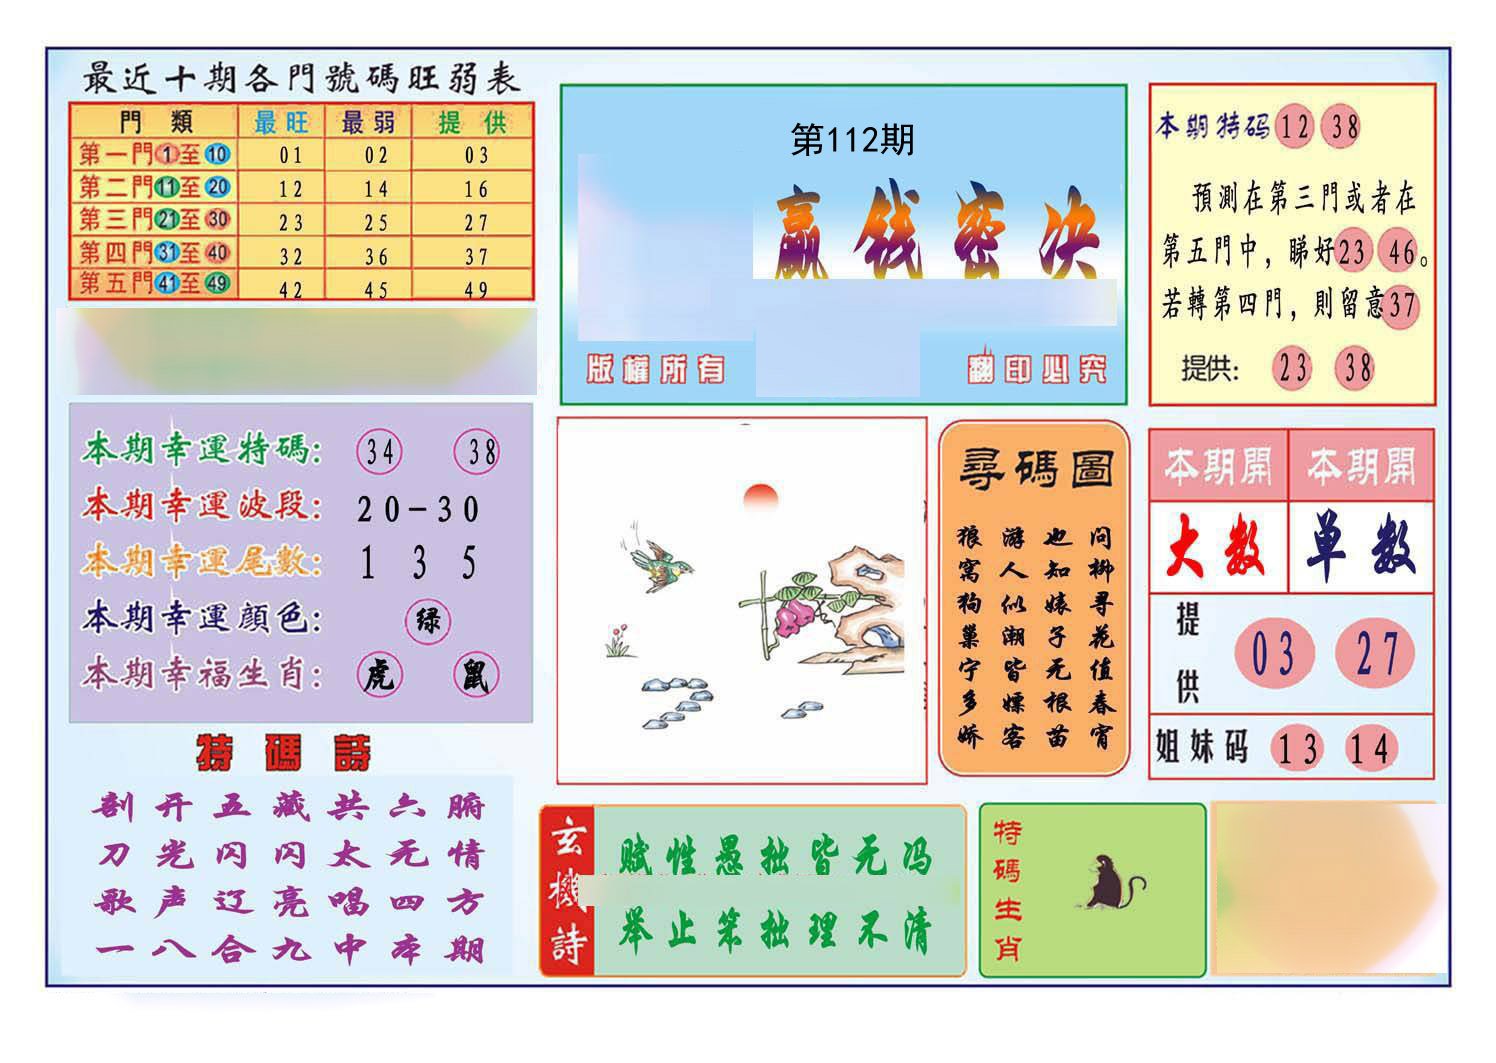 最近十期各門號碼旺弱表
門類 最旺 最弱 提供
第一門1至10 01 02 03
第二門11至20 12 14 16
第三門21至30 23 25 27
第四門31至40 32 36 37
第五門41至49 42 45 49
第112期
赢钱密决
版權所有 翻印必究
本期特码 12 38
預測在第三門或者在
第五門中，睇好23 46。
若轉第四門，則留意37
提供: 23 38
本期幸運特碼: 34 38
本期幸運波段: 20-30
本期幸運尾數: 1 3 5
本期幸運顔色: 绿
本期幸福生肖: 虎 鼠
尋碼圖
问柳寻花值春宵
也知婊子无根苗
游人似潮皆嫖客
狼窝狗巢宁多娇
本期開 本期開
大数 单数
提供 03 27
姐妹码 13 14
特碼詩
剖开五藏共六腑
刀光闪闪太无情
歌声辽亮唱四方
一八合九中本期
玄機詩
赋性愚拙皆无冯
举止笨拙理不清
特碼生肖